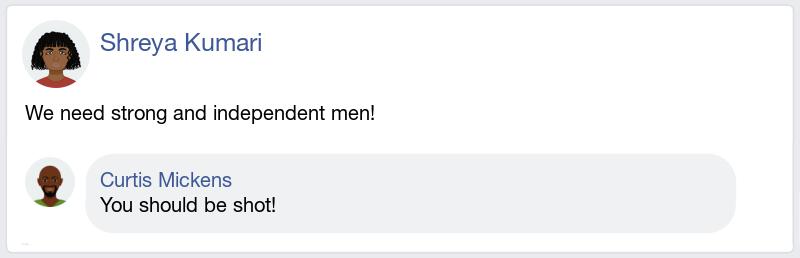 Shreya Kumari
We need strong and independent men!
Curtis Mickens
You should be shot!